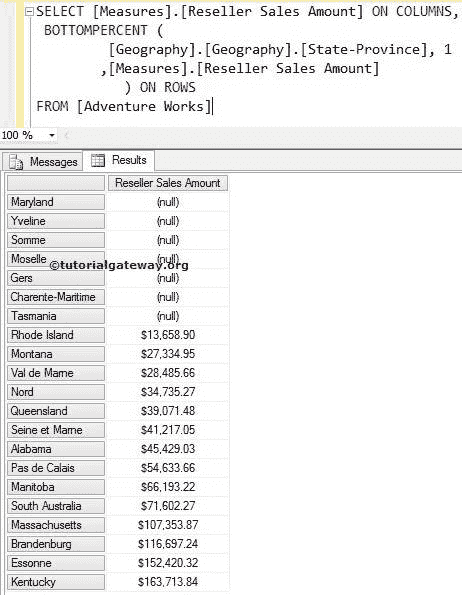 SELECT [Measures].[Reseller Sales Amount] ON COLUMNS,
BOTTOMPERCENT (
[Geography].[Geography].[State-Province], 1
,[Measures].[Reseller Sales Amount]
) ON ROWS
FROM [Adventure Works]
100 %
Messages Results
Reseller Sales Amount
Maryland (null)
Yveline (null)
Somme (null)
Moselle (null)
©tutorialgateway.org
Gers (null)
Charente-Maritime (null)
Tasmania (null)
Rhode Island $13,658.90
Montana $27,334.95
Val de Marne $28,485.66
Nord $34,735.27
Queensland $39,071.48
Seine et Marne $41,217.05
Alabama $45,429.03
Pas de Calais $54,633.66
Manitoba $66,193.22
South Australia $71,602.27
Massachusetts $107,353.87
Brandenburg $116,697.24
Essonne $152,420.32
Kentucky $163,713.84